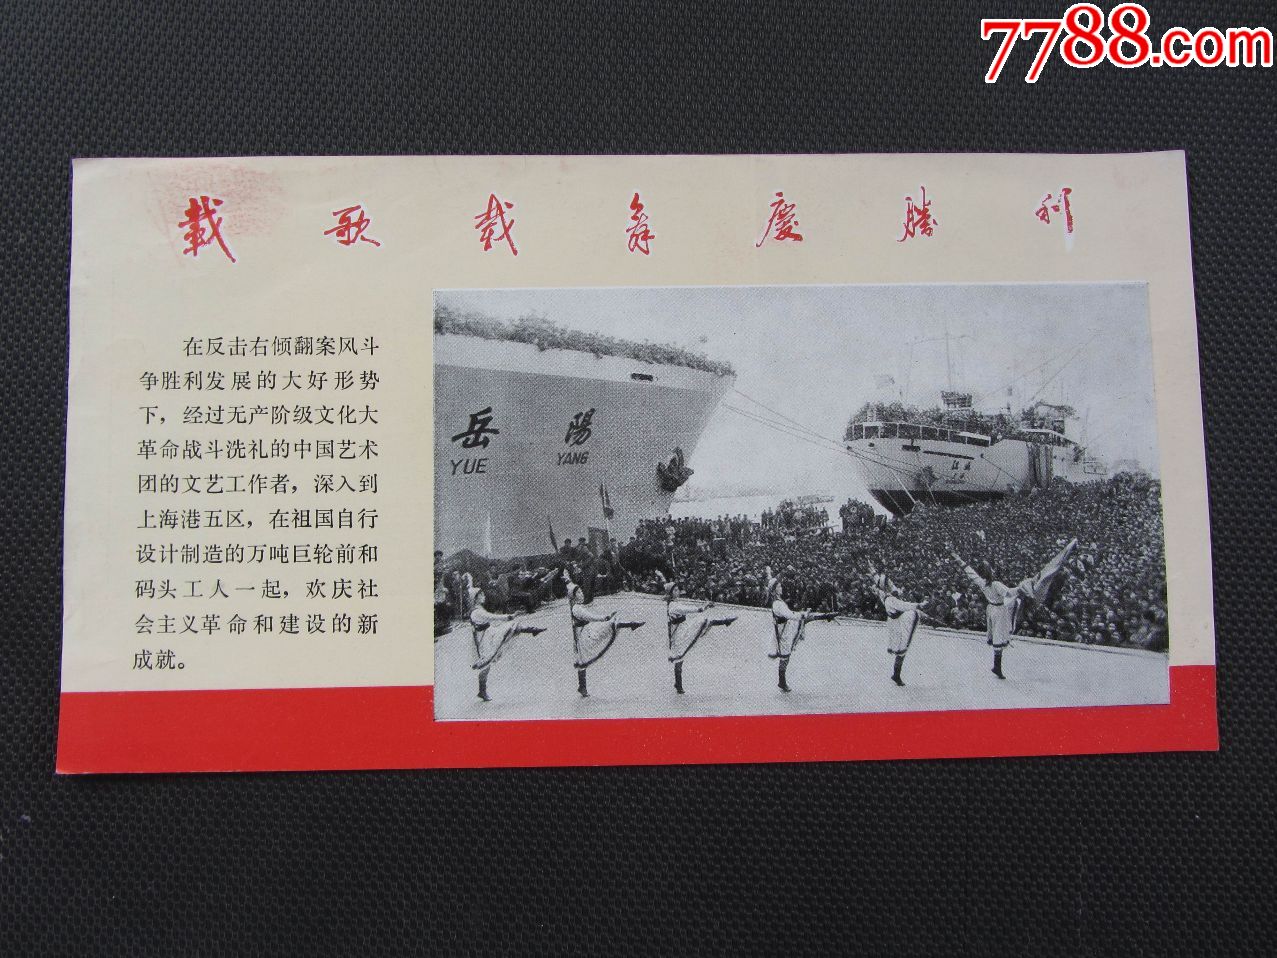 7788.com
載歌载舞慶勝利
在反击右倾翻案风斗
争胜利发展的大好形势
下，经过无产阶级文化大
革命战斗洗礼的中国艺术
团的文艺工作者，深入到
上海港五区，在祖国自行
设计制造的万吨巨轮前和
码头工人一起，欢庆社
会主义革命和建设的新
成就。
岳陽
YUE YANG